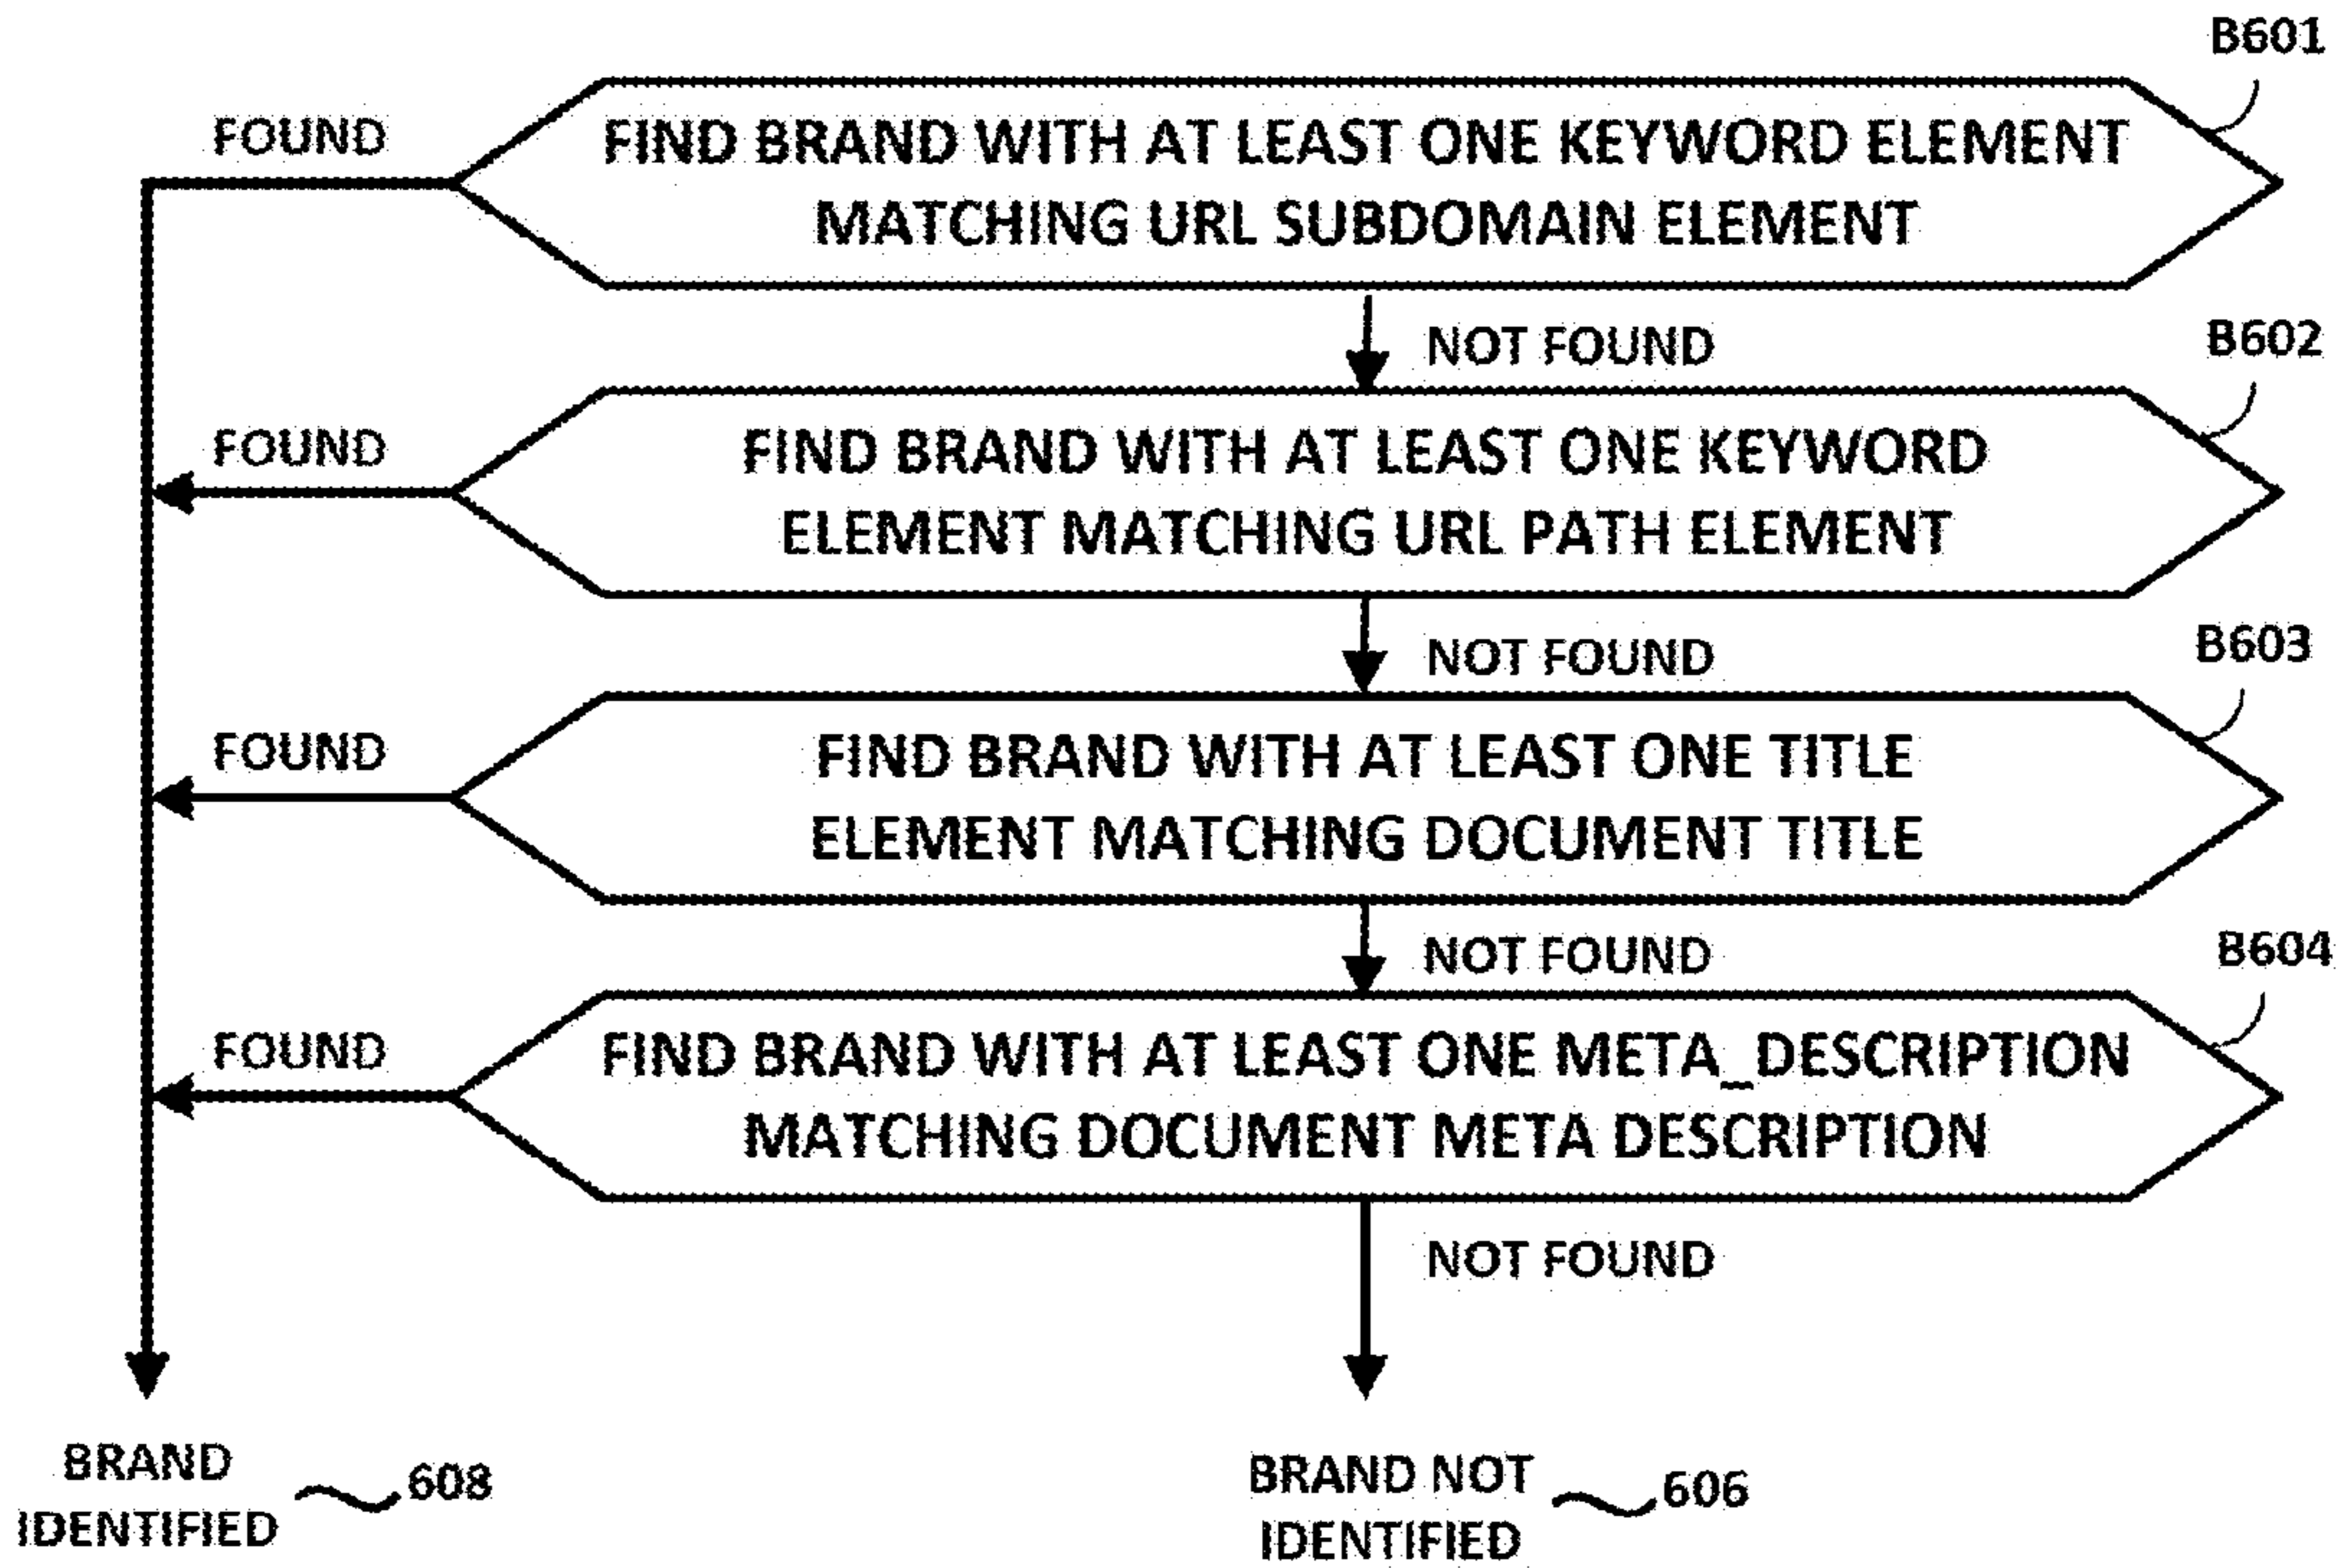 B601
FOUND
FIND BRAND WITH AT LEAST ONE KEYWORD ELEMENT
MATCHING URL SUBDOMAIN ELEMENT
NOT FOUND
B602
FOUND
FIND BRAND WITH AT LEAST ONE KEYWORD
ELEMENT MATCHING URL PATH ELEMENT
NOT FOUND
B603
FOUND
FIND BRAND WITH AT LEAST ONE TITLE
ELEMENT MATCHING DOCUMENT TITLE
NOT FOUND
B604
FOUND
FIND BRAND WITH AT LEAST ONE META_DESCRIPTION
MATCHING DOCUMENT META DESCRIPTION
NOT FOUND
BRAND
IDENTIFIED
608
BRAND NOT
IDENTIFIED
606